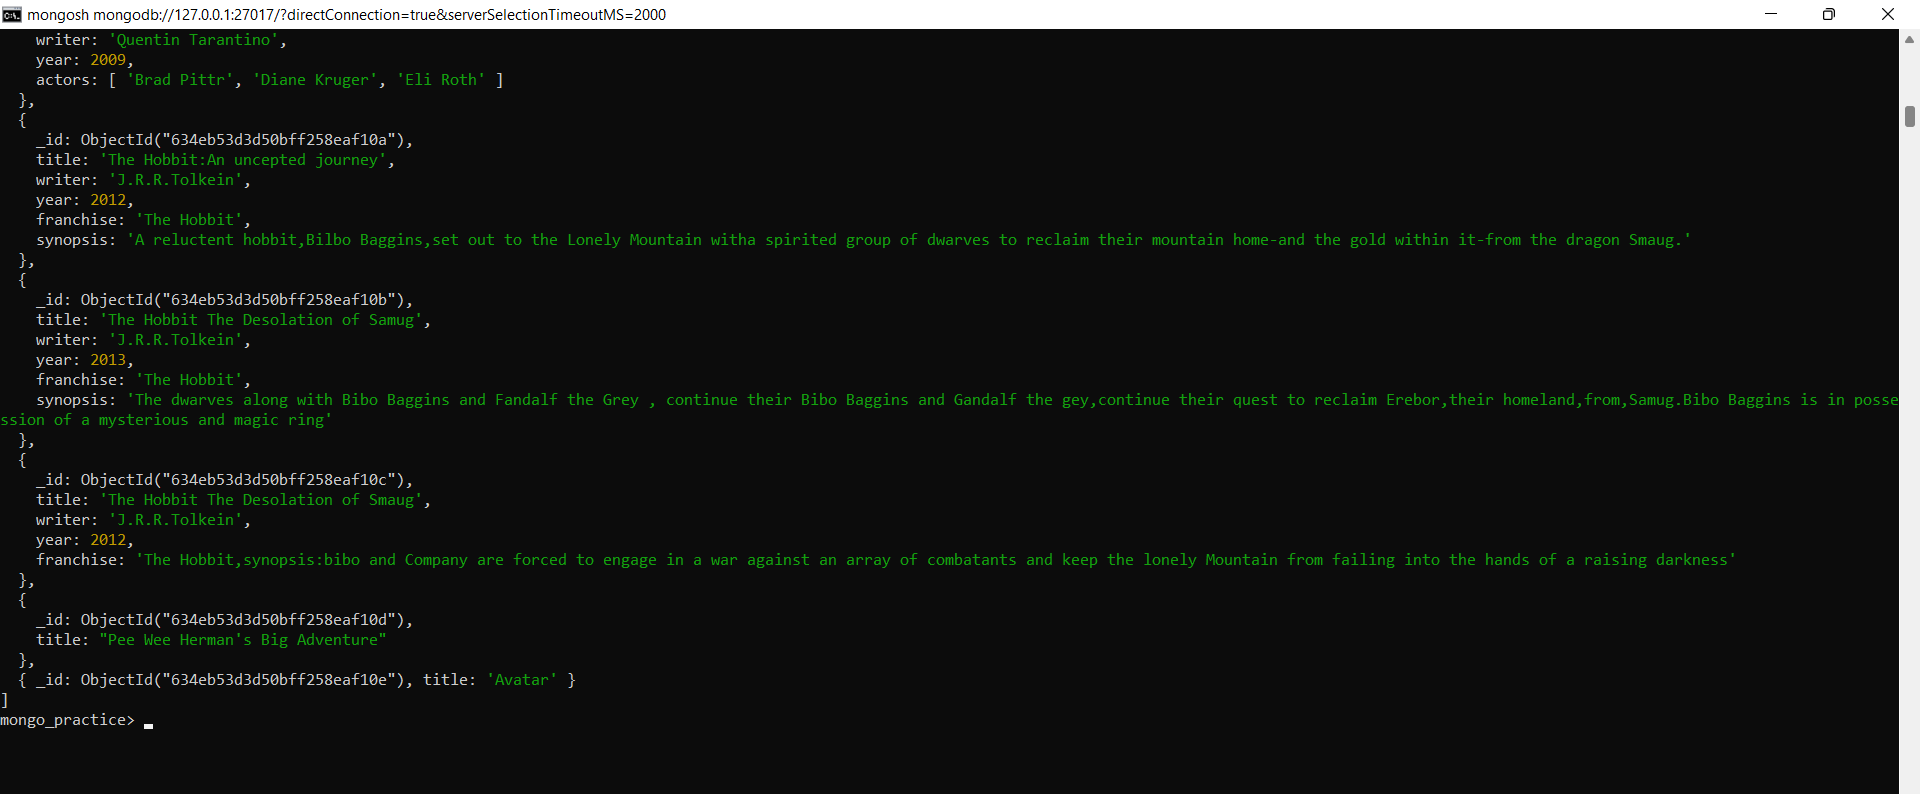 mongosh mongodb://127.0.0.1:27017/?directConnection=true&serverSelectionTimeoutMS=2000
    writer: 'Quentin Tarantino',
    year: 2009,
    actors: [ 'Brad Pittr', 'Diane Kruger', 'Eli Roth' ]
  },
  {
    _id: ObjectId("634eb53d3d50bff258eaf10a"),
    title: 'The Hobbit:An uncepted journey',
    writer: 'J.R.R.Tolkein',
    year: 2012,
    franchise: 'The Hobbit',
    synopsis: 'A reluctent hobbit,Bilbo Baggins,set out to the Lonely Mountain witha spirited group of dwarves to reclaim their mountain home-and the gold within it-from the dragon Smaug.'
  },
  {
    _id: ObjectId("634eb53d3d50bff258eaf10b"),
    title: 'The Hobbit The Desolation of Samug',
    writer: 'J.R.R.Tolkein',
    year: 2013,
    franchise: 'The Hobbit',
    synopsis: 'The dwarves along with Bibo Baggins and Fandalf the Grey , continue their Bibo Baggins and Gandalf the gey,continue their quest to reclaim Erebor,their homeland,from,Samug.Bibo Baggins is in posse
ssion of a mysterious and magic ring'
  },
  {
    _id: ObjectId("634eb53d3d50bff258eaf10c"),
    title: 'The Hobbit The Desolation of Smaug',
    writer: 'J.R.R.Tolkein',
    year: 2012,
    franchise: 'The Hobbit,synopsis:bibo and Company are forced to engage in a war against an array of combatants and keep the lonely Mountain from failing into the hands of a raising darkness'
  },
  {
    _id: ObjectId("634eb53d3d50bff258eaf10d"),
    title: "Pee Wee Herman's Big Adventure"
  },
  { _id: ObjectId("634eb53d3d50bff258eaf10e"), title: 'Avatar' }
]
mongo_practice>